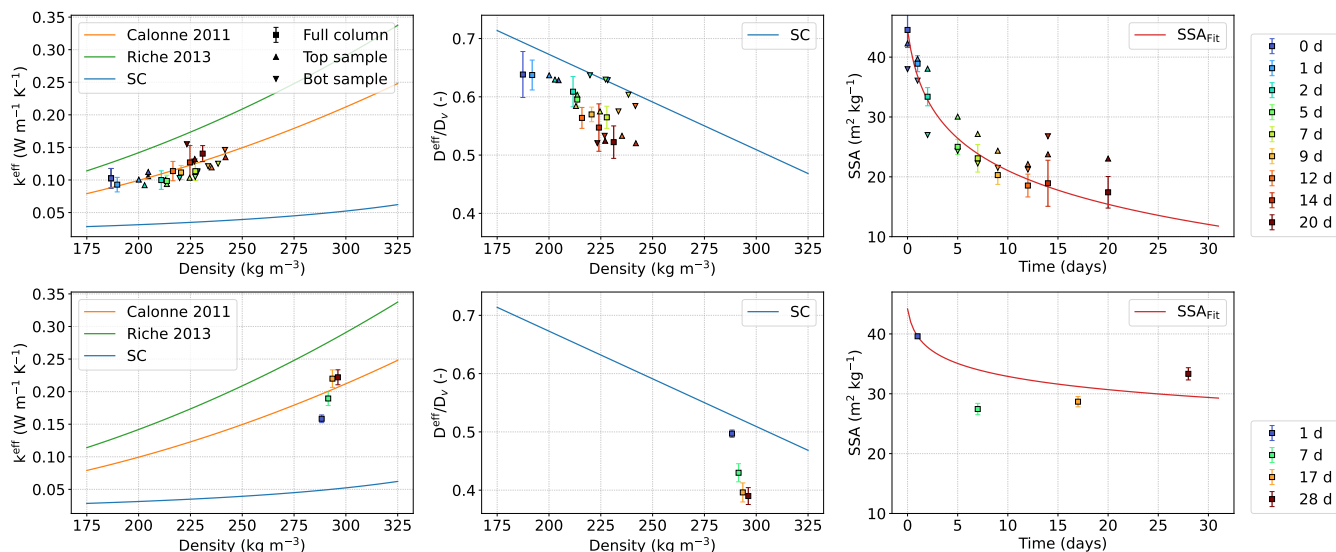 0.35
0.30
0.25
0.20
0.15
0.10
0.05
k^eff (W m⁻¹ K⁻¹)
Calonne 2011
Riche 2013
SC
Full column
Top sample
Bot sample
175 200 225 250 275 300 325
Density (kg m⁻³)
0.7
0.6
0.5
0.4
D^eff/D_v (-)
SC
175 200 225 250 275 300 325
Density (kg m⁻³)
40
30
20
10
SSA (m² kg⁻¹)
SSA_Fit
0 5 10 15 20 25 30
Time (days)
0 d
1 d
2 d
5 d
7 d
9 d
12 d
14 d
20 d
0.35
0.30
0.25
0.20
0.15
0.10
0.05
k^eff (W m⁻¹ K⁻¹)
Calonne 2011
Riche 2013
SC
175 200 225 250 275 300 325
Density (kg m⁻³)
0.7
0.6
0.5
0.4
D^eff/D_v (-)
SC
175 200 225 250 275 300 325
Density (kg m⁻³)
40
30
20
10
SSA (m² kg⁻¹)
SSA_Fit
0 5 10 15 20 25 30
Time (days)
1 d
7 d
17 d
28 d